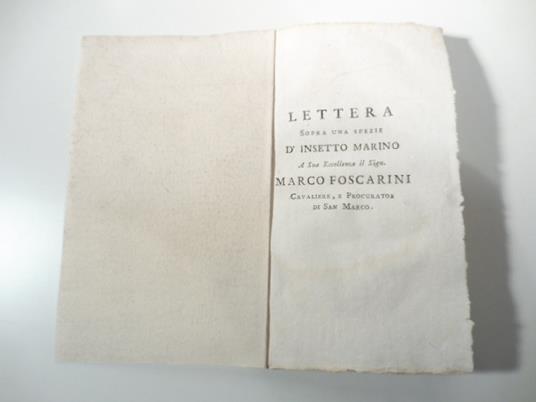 LETTERA
SOPRA UNA SPEZIE
D' INSETTO MARINO
A Sua Eccellenza il Sign.
MARCO FOSCARINI
CAVALIERE, E PROCURATOR
DI SAN MARCO.